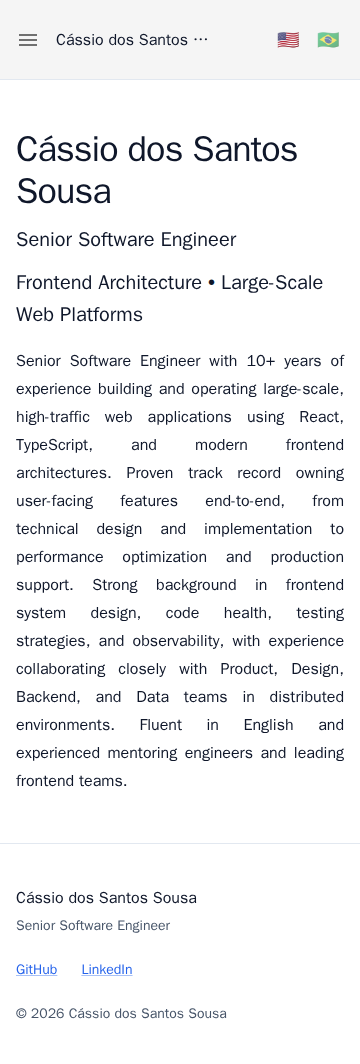 Cássio dos Santos ···
Cássio dos Santos
Sousa
Senior Software Engineer
Frontend Architecture • Large-Scale
Web Platforms
Senior Software Engineer with 10+ years of
experience building and operating large-scale,
high-traffic web applications using React,
TypeScript, and modern frontend
architectures. Proven track record owning
user-facing features end-to-end, from
technical design and implementation to
performance optimization and production
support. Strong background in frontend
system design, code health, testing
strategies, and observability, with experience
collaborating closely with Product, Design,
Backend, and Data teams in distributed
environments. Fluent in English and
experienced mentoring engineers and leading
frontend teams.
Cássio dos Santos Sousa
Senior Software Engineer
GitHub LinkedIn
© 2026 Cássio dos Santos Sousa